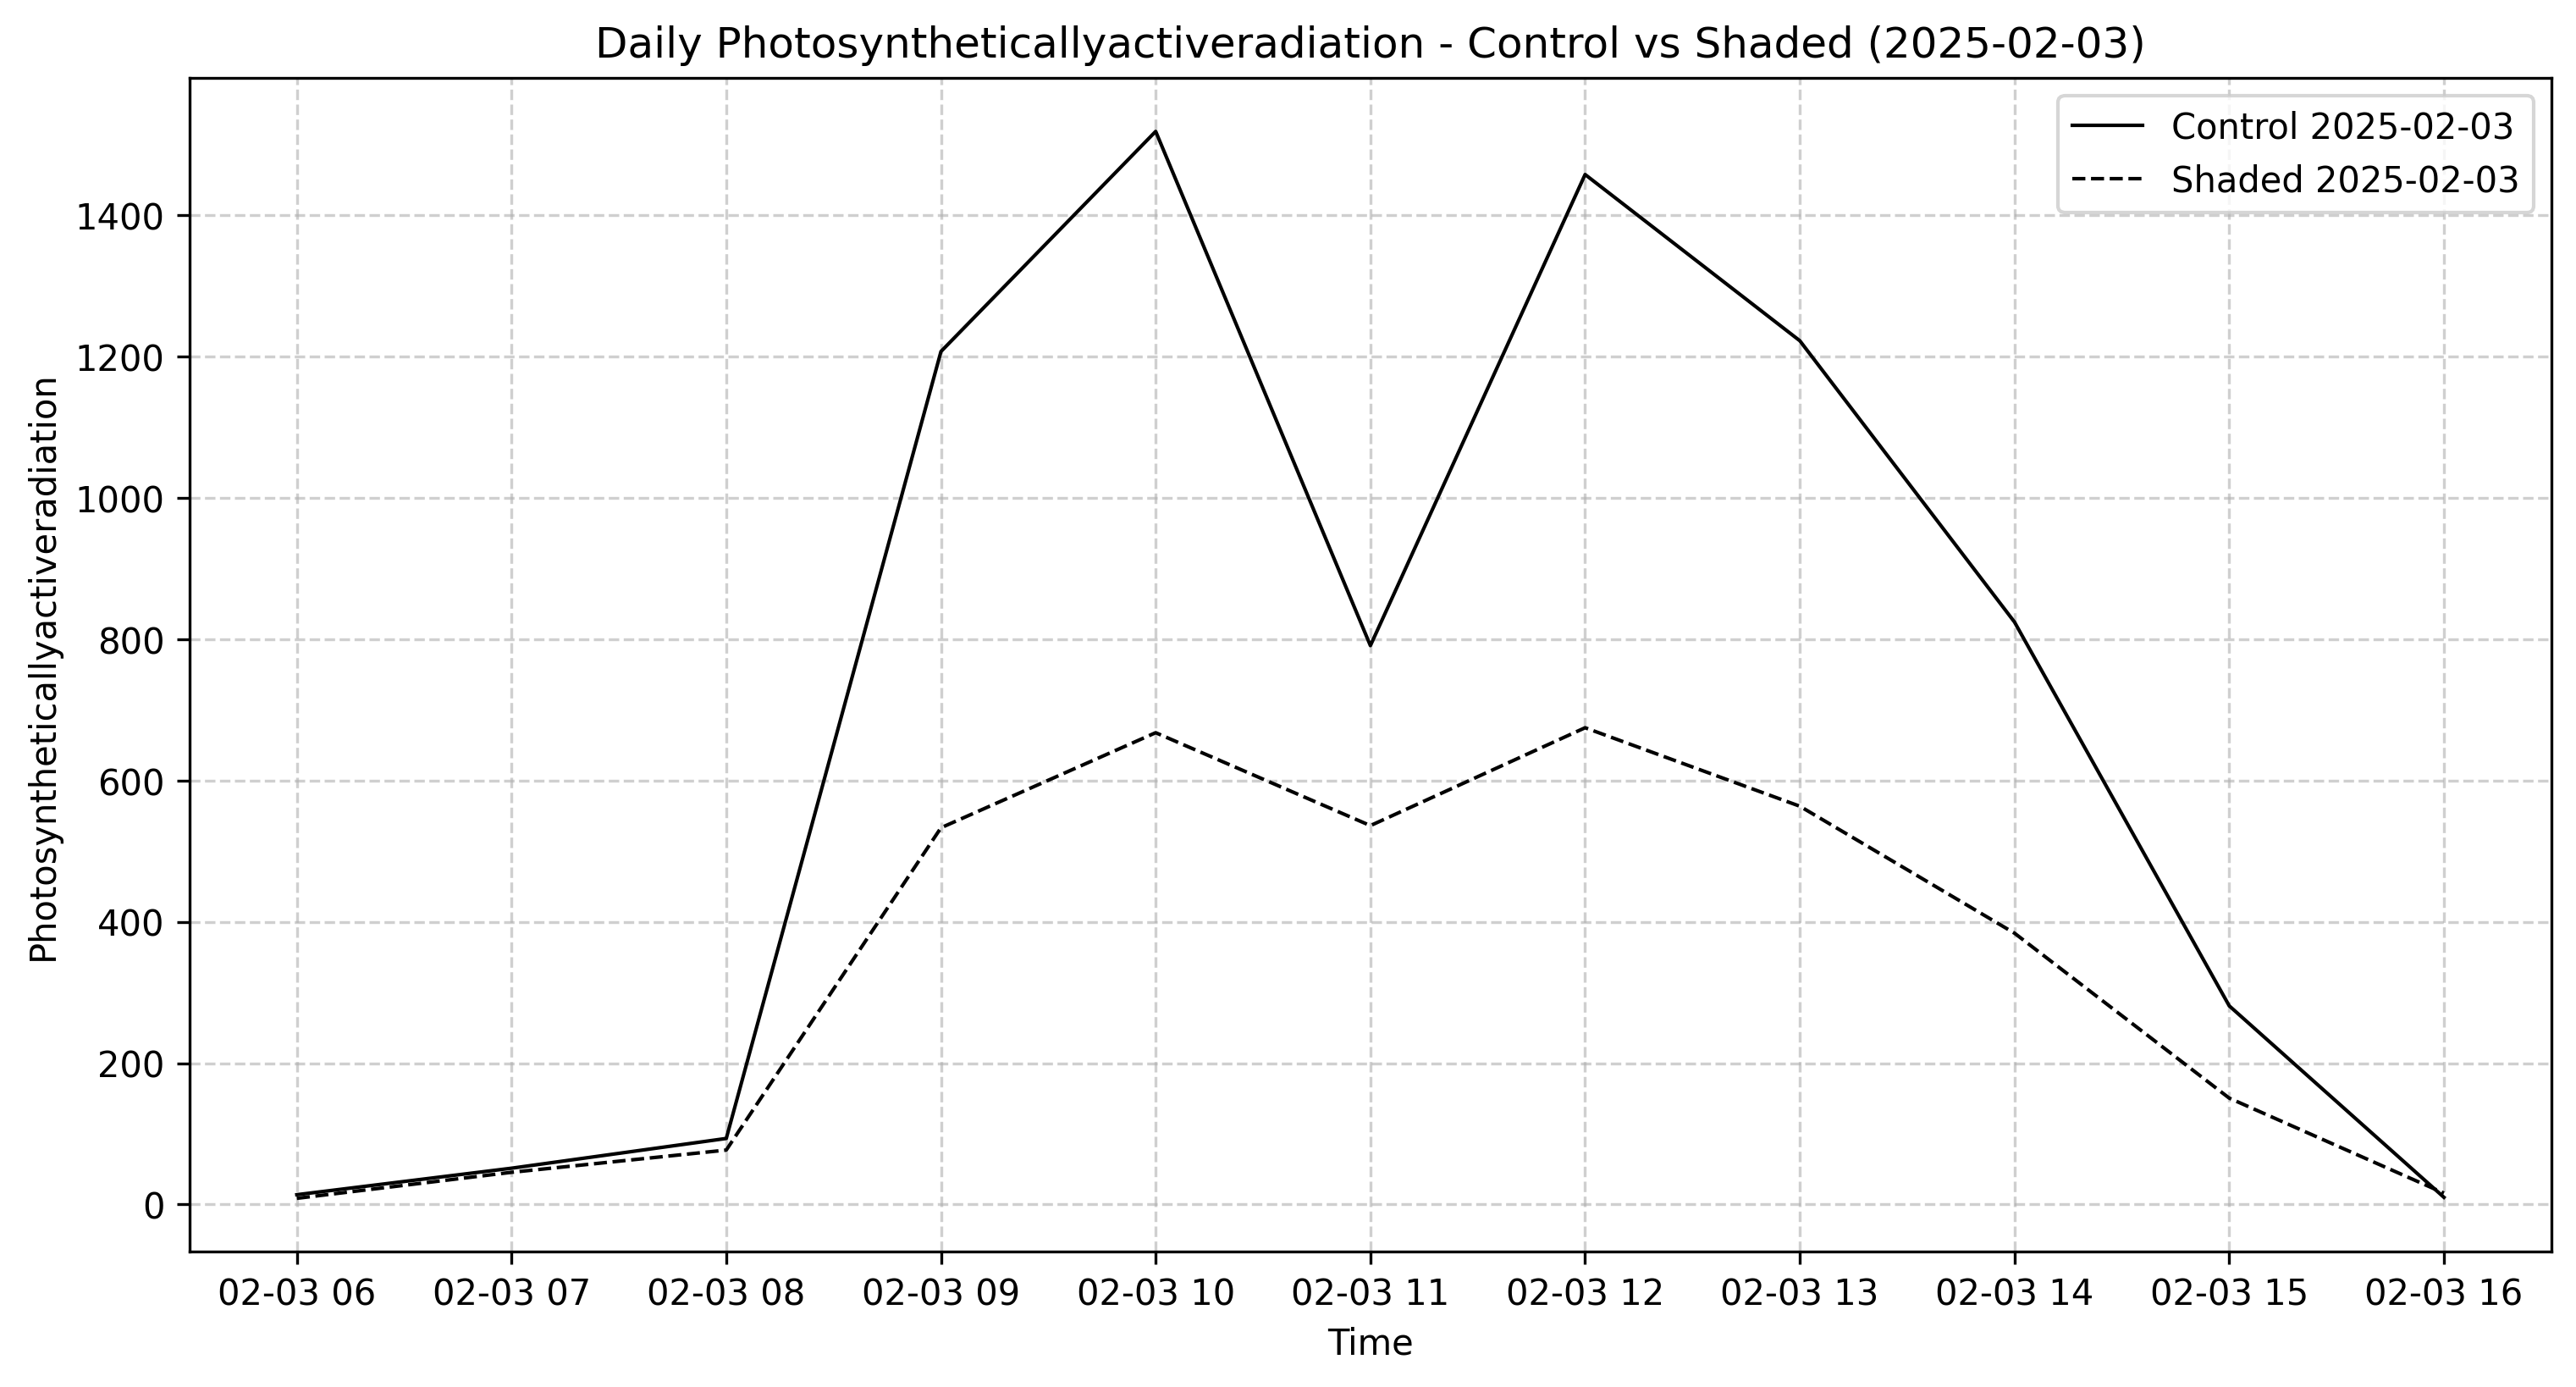 Daily Photosyntheticallyactiveradiation - Control vs Shaded (2025-02-03)
Control 2025-02-03
Shaded 2025-02-03
Photosyntheticallyactiveradiation
1400
1200
1000
800
600
400
200
0
02-03 06 02-03 07 02-03 08 02-03 09 02-03 10 02-03 11 02-03 12 02-03 13 02-03 14 02-03 15 02-03 16
Time